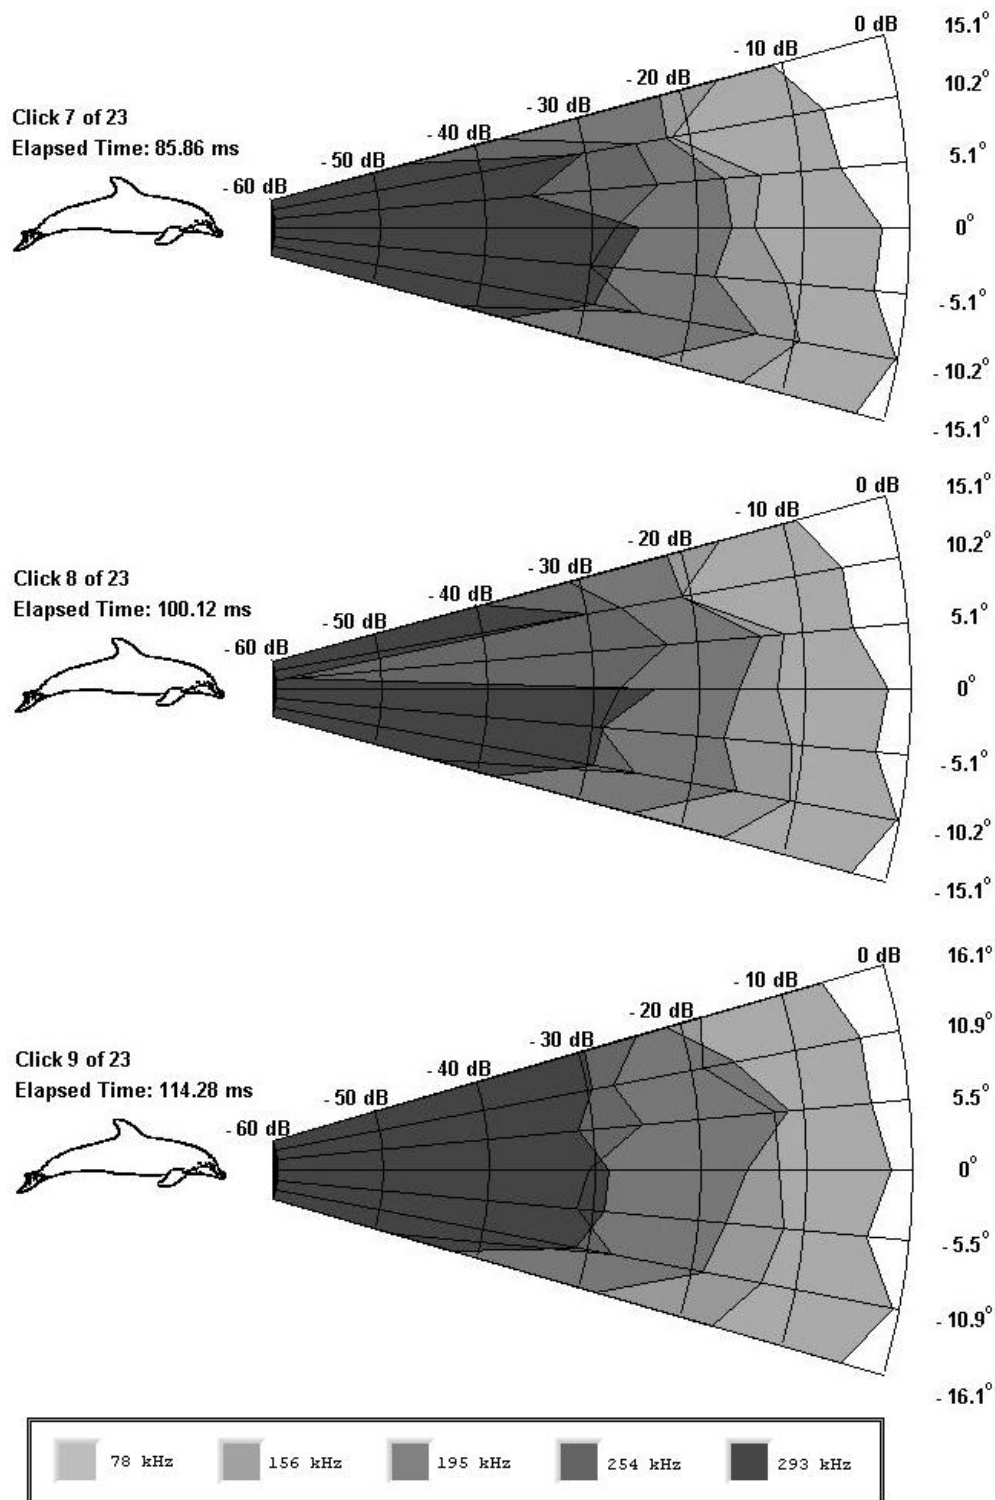 Click 7 of 23
Elapsed Time: 85.86 ms
- 60 dB
- 50 dB
- 40 dB
- 30 dB
- 20 dB
- 10 dB
0 dB
15.1°
10.2°
5.1°
0°
- 5.1°
- 10.2°
- 15.1°
Click 8 of 23
Elapsed Time: 100.12 ms
- 60 dB
- 50 dB
- 40 dB
- 30 dB
- 20 dB
- 10 dB
0 dB
15.1°
10.2°
5.1°
0°
- 5.1°
- 10.2°
- 15.1°
Click 9 of 23
Elapsed Time: 114.28 ms
- 60 dB
- 50 dB
- 40 dB
- 30 dB
- 20 dB
- 10 dB
0 dB
16.1°
10.9°
5.5°
0°
- 5.5°
- 10.9°
- 16.1°
78 kHz
156 kHz
195 kHz
254 kHz
293 kHz